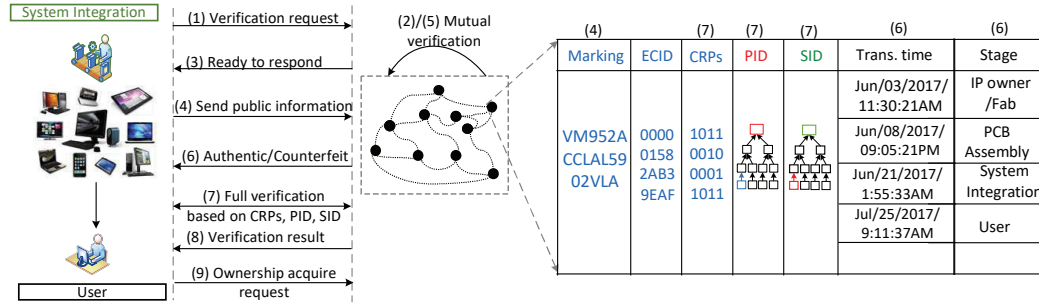 System Integration
User
(1) Verification request
(3) Ready to respond
(4) Send public information
(6) Authentic/Counterfeit
(7) Full verification
based on CRPs, PID, SID
(8) Verification result
(9) Ownership acquire
request
(2)/(5) Mutual
verification
(4) (7) (7) (7) (6) (6)
Marking ECID CRPs PID SID Trans. time Stage
VM952A
CCLAL59
02VLA
0000
0158
2AB3
9EAF
1011
0010
0001
1011
Jun/03/2017/
11:30:21AM
IP owner
/Fab
Jun/08/2017/
09:05:21PM
PCB
Assembly
Jun/21/2017/
1:55:33AM
System
Integration
Jul/25/2017/
9:11:37AM
User